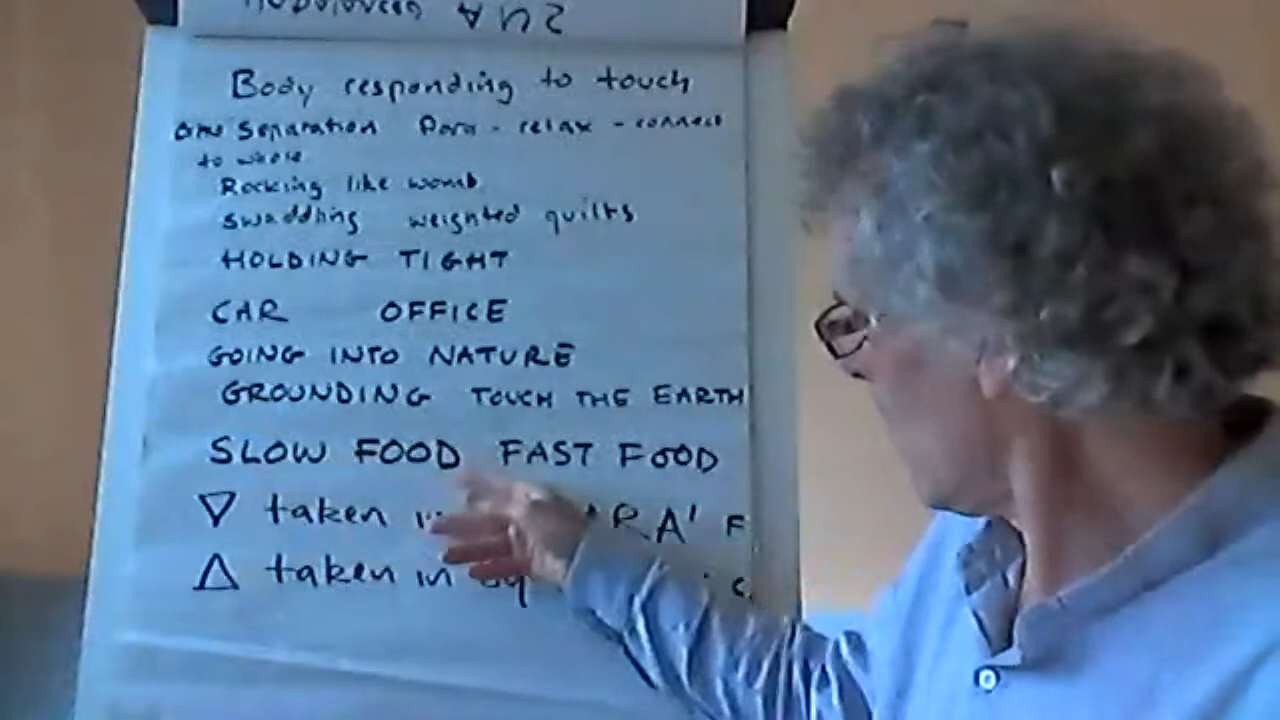 Body responding to touch
separation Para - relax - connect
to whole
Rocking like womb
swaddling weighted quilts
HOLDING TIGHT
CAR OFFICE
GOING INTO NATURE
GROUNDING TOUCH THE EARTH
SLOW FOOD FAST FOOD
▽ taken
△ taken in